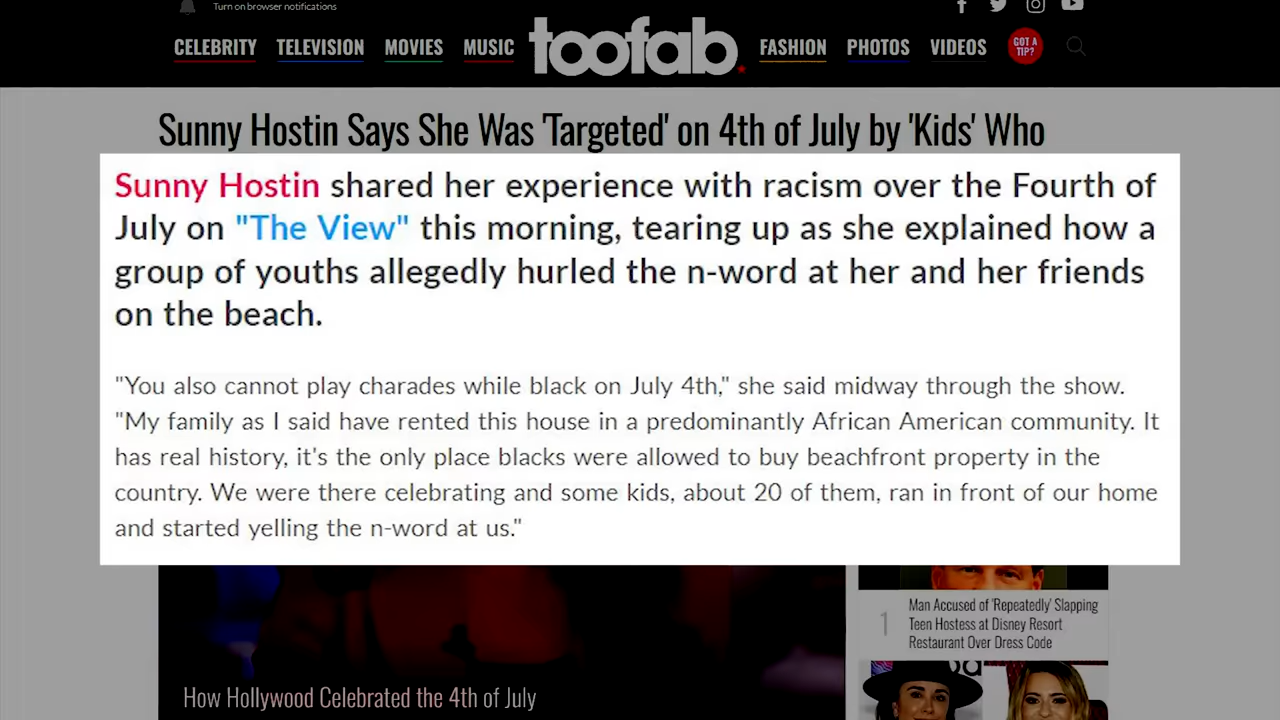 Turn on browser notifications
CELEBRITY TELEVISION MOVIES MUSIC toofab. FASHION PHOTOS VIDEOS GOT A TIP?
Sunny Hostin Says She Was 'Targeted' on 4th of July by 'Kids' Who
Sunny Hostin shared her experience with racism over the Fourth of
July on "The View" this morning, tearing up as she explained how a
group of youths allegedly hurled the n-word at her and her friends
on the beach.
"You also cannot play charades while black on July 4th," she said midway through the show.
"My family as I said have rented this house in a predominantly African American community. It
has real history, it's the only place blacks were allowed to buy beachfront property in the
country. We were there celebrating and some kids, about 20 of them, ran in front of our home
and started yelling the n-word at us."
How Hollywood Celebrated the 4th of July
1
Man Accused of 'Repeatedly' Slapping
Teen Hostess at Disney Resort
Restaurant Over Dress Code